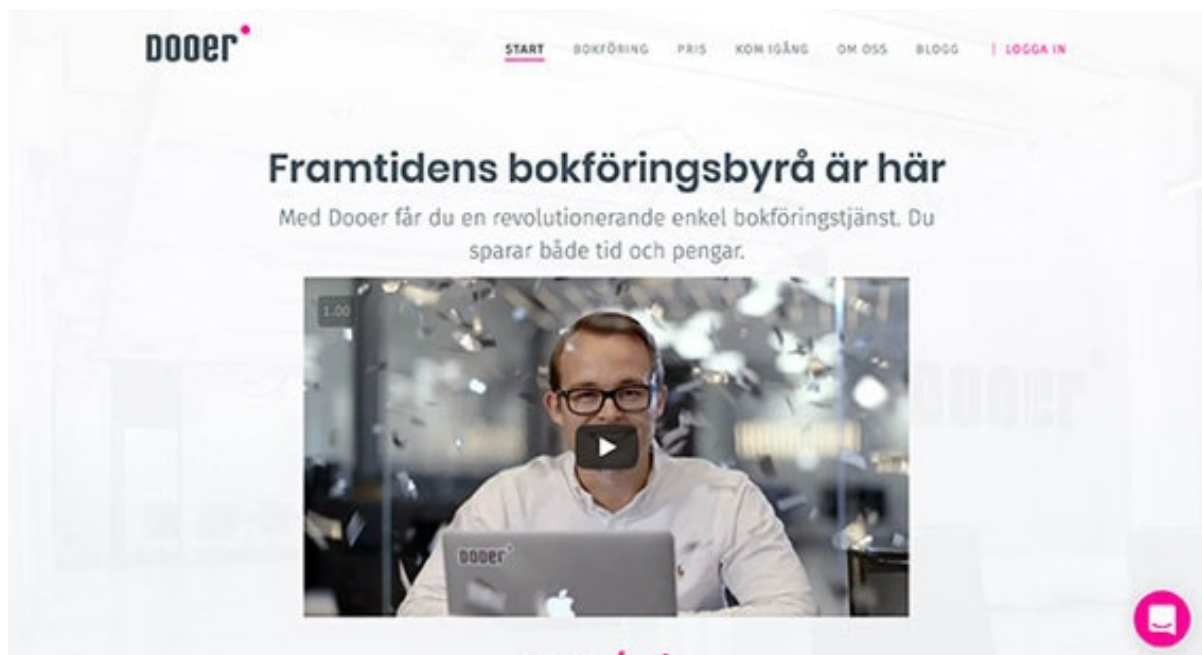 Dooer
START BOKFÖRING PRIS KOM IGÅNG OM OSS BLOGG | LOGGA IN
Framtidens bokföringsbyrå är här
Med Dooer får du en revolutionerande enkel bokföringstjänst. Du
sparar både tid och pengar.
1.00
Dooer
Dooer